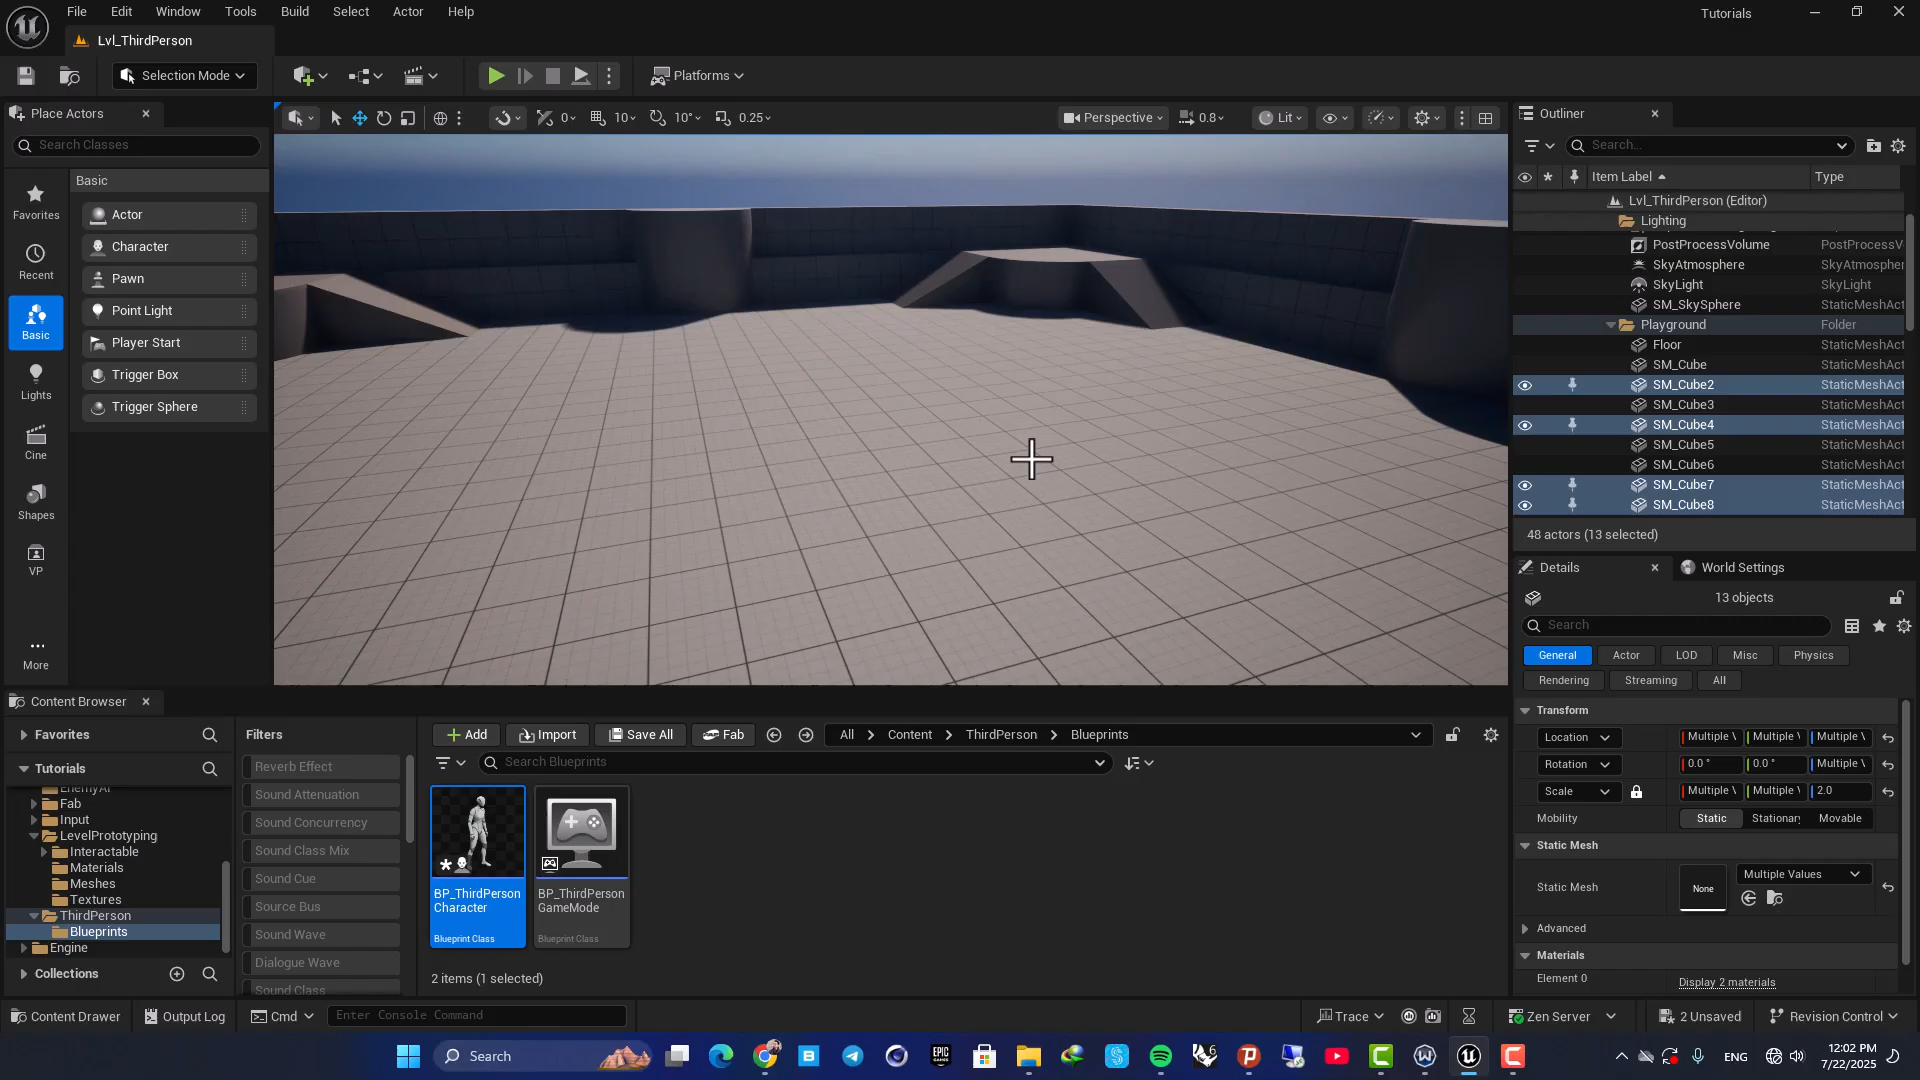 File Edit Window Tools Build Select Actor Help
Tutorials
Lvl_ThirdPerson
Selection Mode
Platforms
Place Actors
Search Classes
Favorites
Recent
Basic
Lights
Cine
Shapes
VP
More
Basic
Actor
Character
Pawn
Point Light
Player Start
Trigger Box
Trigger Sphere
0 10 10° 0.25
Perspective 0.8 Lit
Outliner
Search...
Item Label Type
Lvl_ThirdPerson (Editor)
Lighting
PostProcessVolume PostProcessV
SkyAtmosphere SkyAtmospher
SkyLight SkyLight
SM_SkySphere StaticMeshAct
Playground Folder
Floor StaticMeshAct
SM_Cube StaticMeshAct
SM_Cube2 StaticMeshAct
SM_Cube3 StaticMeshAct
SM_Cube4 StaticMeshAct
SM_Cube5 StaticMeshAct
SM_Cube6 StaticMeshAct
SM_Cube7 StaticMeshAct
SM_Cube8 StaticMeshAct
48 actors (13 selected)
Details World Settings
13 objects
Search
General Actor LOD Misc Physics
Rendering Streaming All
Transform
Location Multiple V Multiple V Multiple V
Rotation 0.0 ° 0.0 ° Multiple V
Scale Multiple V Multiple V 2.0
Mobility Static Stationary Movable
Static Mesh
Static Mesh None Multiple Values
Advanced
Materials
Element 0 Display 2 materials
Content Browser
Favorites
Tutorials
EnemyAI
Fab
Input
LevelPrototyping
Interactable
Materials
Meshes
Textures
ThirdPerson
Blueprints
Engine
Collections
Filters
Reverb Effect
Sound Attenuation
Sound Concurrency
Sound Class Mix
Sound Cue
Source Bus
Sound Wave
Dialogue Wave
Sound Class
Add Import Save All Fab All Content ThirdPerson Blueprints
Search Blueprints
BP_ThirdPerson
Character
Blueprint Class
BP_ThirdPerson
GameMode
Blueprint Class
2 items (1 selected)
Content Drawer Output Log Cmd Enter Console Command Trace Zen Server 2 Unsaved Revision Control
Search
EPIC
GAMES
ENG
12:02 PM
7/22/2025